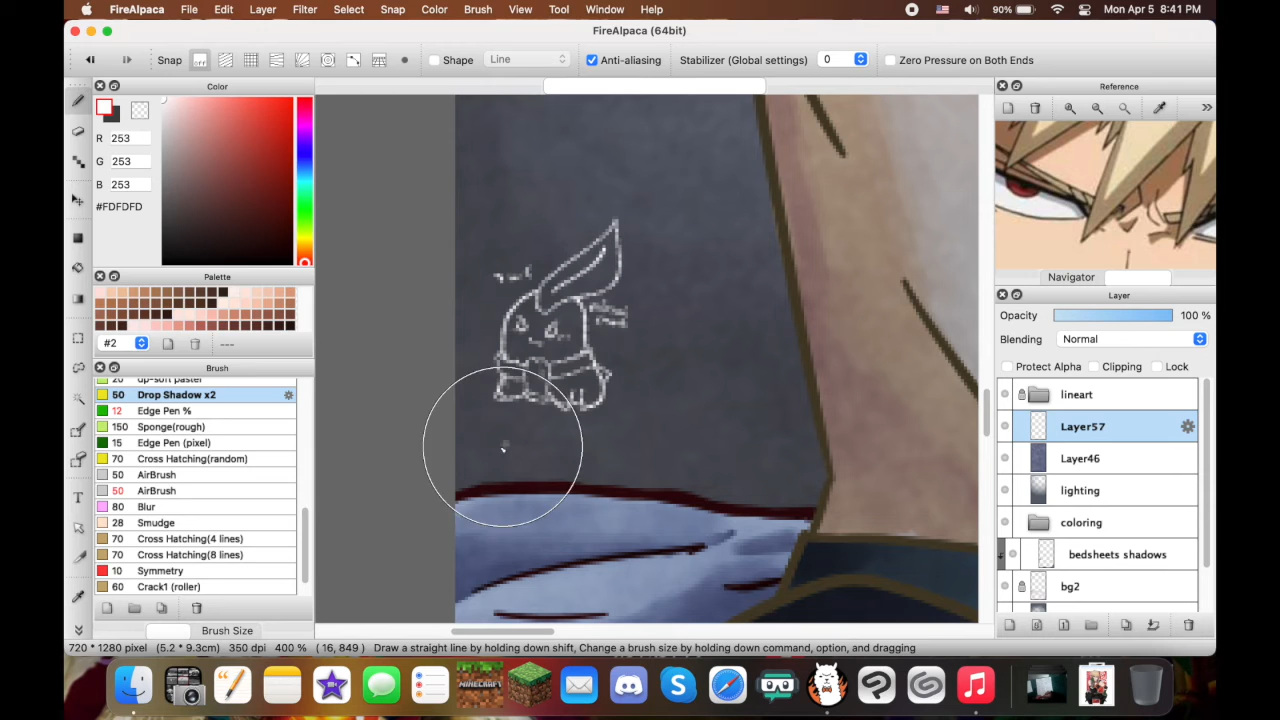 FireAlpaca File Edit Layer Filter Select Snap Color Brush View Tool Window Help 90% Mon Apr 5 8:41 PM
FireAlpaca (64bit)
Snap off Shape Line Anti-aliasing Stabilizer (Global settings) 0 Zero Pressure on Both Ends
Color
R 253
G 253
B 253
#FDFDFD
Palette
#2 ---
Brush
20 up-soft pastel
50 Drop Shadow x2
12 Edge Pen %
150 Sponge(rough)
15 Edge Pen (pixel)
70 Cross Hatching(random)
50 AirBrush
50 AirBrush
80 Blur
28 Smudge
70 Cross Hatching(4 lines)
70 Cross Hatching(8 lines)
10 Symmetry
60 Crack1 (roller)
Brush Size
Reference
Navigator
Layer
Opacity 100 %
Blending Normal
Protect Alpha Clipping Lock
lineart
Layer57
Layer46
lighting
coloring
bedsheets shadows
bg2
720 * 1280 pixel (5.2 * 9.3cm) 350 dpi 400 % ( 16, 849 ) Draw a straight line by holding down shift, Change a brush size by holding down command, option, and dragging
MINECRAFT